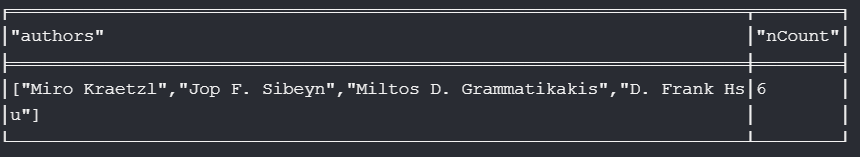 "authors" "nCount"
["Miro Kraetzl","Jop F. Sibeyn","Miltos D. Grammatikakis","D. Frank Hs 6
u"]